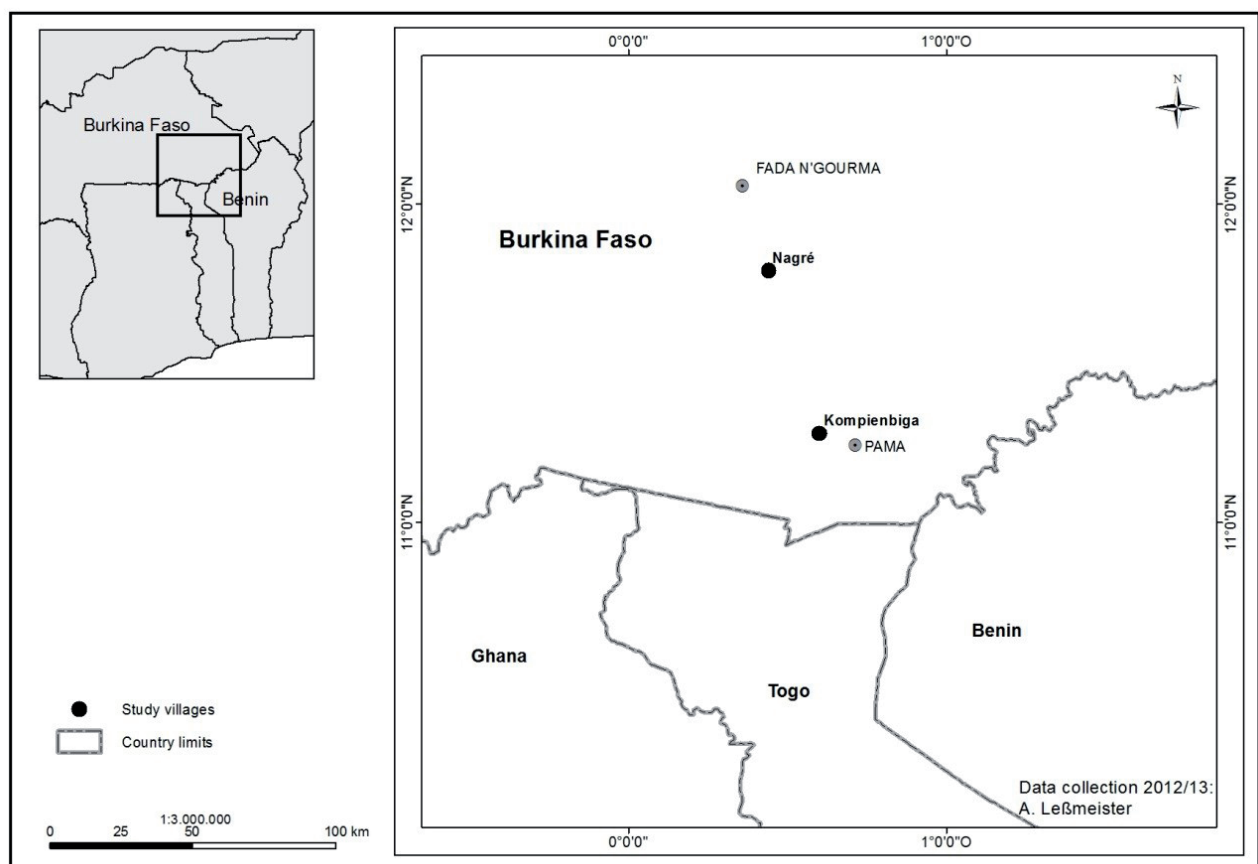 Burkina Faso
Benin
0°0'0"
1°0'0"O
N
FADA N'GOURMA
12°0'0"N
12°0'0"N
Burkina Faso
Nagré
Kompienbiga
PAMA
11°0'0"N
11°0'0"N
Ghana
Togo
Benin
Data collection 2012/13:
A. Leßmeister
0°0'0"
1°0'0"O
Study villages
Country limits
1:3.000.000
0 25 50 100 km